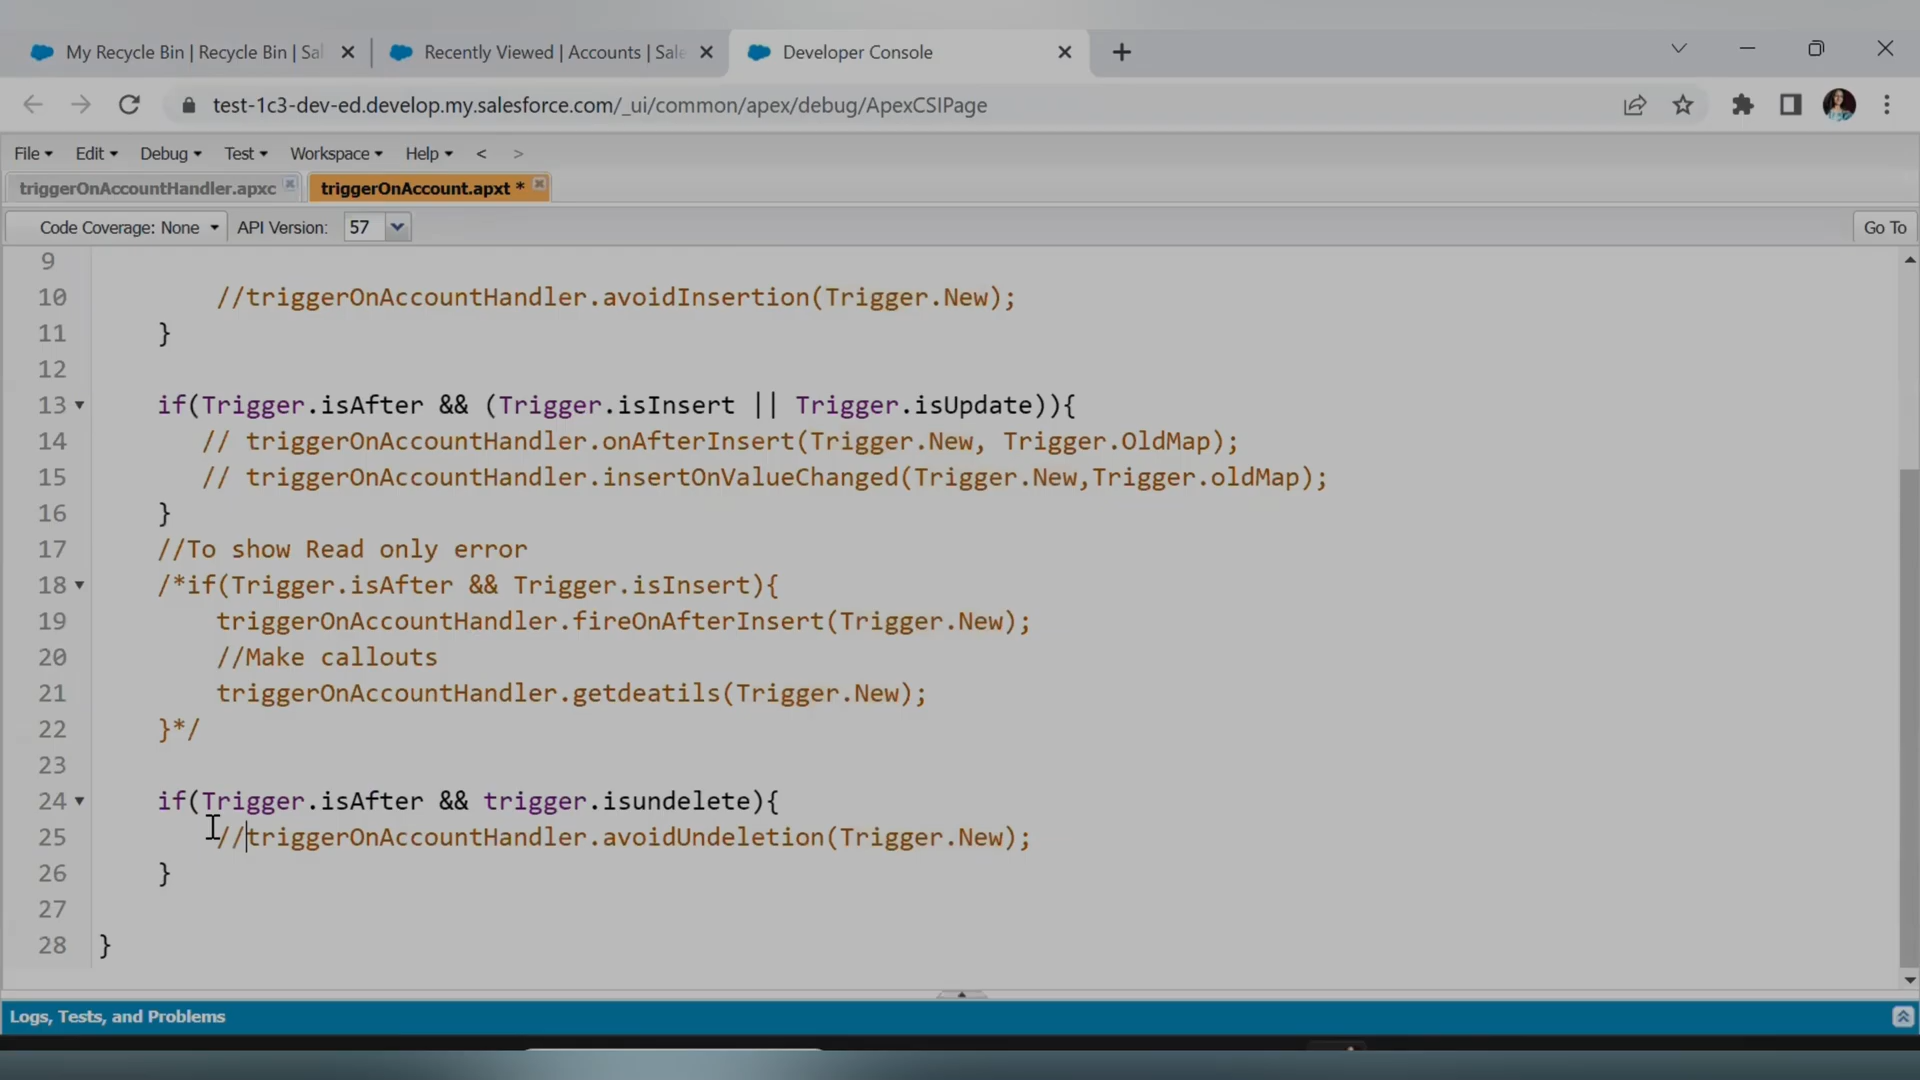 My Recycle Bin | Recycle Bin | Sal
Recently Viewed | Accounts | Sale
Developer Console
test-1c3-dev-ed.develop.my.salesforce.com/_ui/common/apex/debug/ApexCSIPage
File Edit Debug Test Workspace Help < >
triggerOnAccountHandler.apxc
triggerOnAccount.apxt *
Code Coverage: None API Version: 57 Go To
9
10 //triggerOnAccountHandler.avoidInsertion(Trigger.New);
11 }
12
13 if(Trigger.isAfter && (Trigger.isInsert || Trigger.isUpdate)){
14 // triggerOnAccountHandler.onAfterInsert(Trigger.New, Trigger.OldMap);
15 // triggerOnAccountHandler.insertOnValueChanged(Trigger.New,Trigger.oldMap);
16 }
17 //To show Read only error
18 /*if(Trigger.isAfter && Trigger.isInsert){
19 triggerOnAccountHandler.fireOnAfterInsert(Trigger.New);
20 //Make callouts
21 triggerOnAccountHandler.getdeatils(Trigger.New);
22 }*/
23
24 if(Trigger.isAfter && trigger.isundelete){
25 //triggerOnAccountHandler.avoidUndeletion(Trigger.New);
26 }
27
28 }
Logs, Tests, and Problems